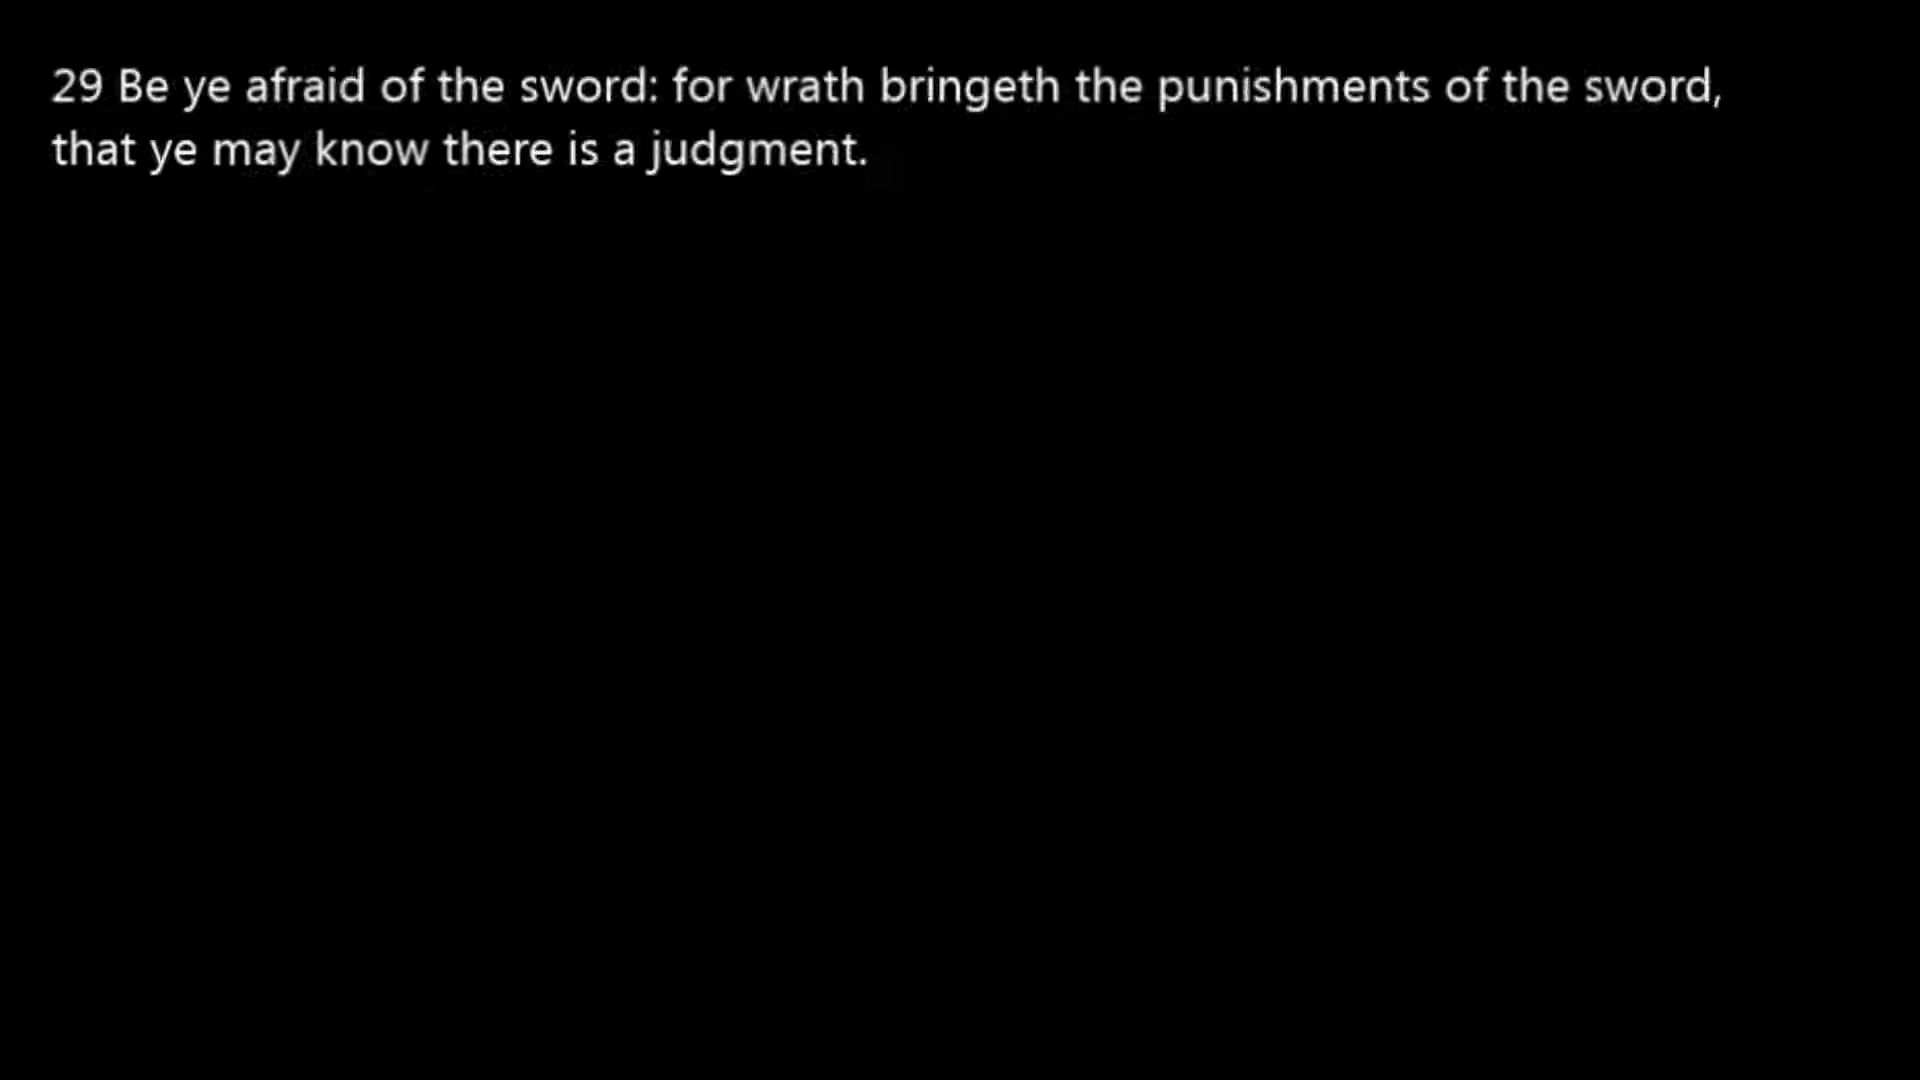 29 Be ye afraid of the sword: for wrath bringeth the punishments of the sword,
that ye may know there is a judgment.